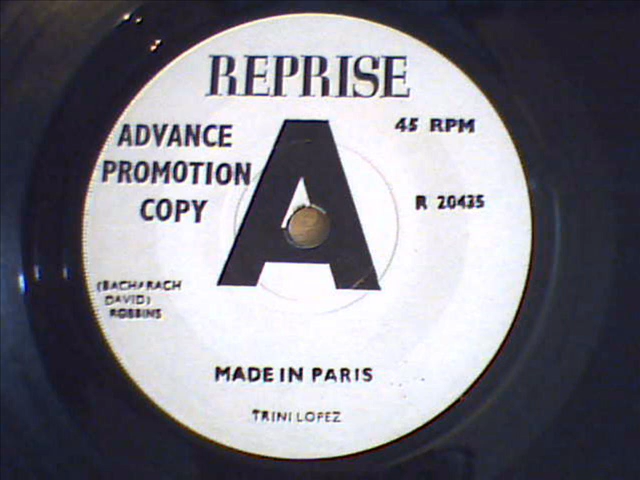 REPRISE
ADVANCE
PROMOTION
COPY
A
45 RPM
R 20435
(BACHARACH
DAVID)
ROBBINS
MADE IN PARIS
TRINI LOPEZ